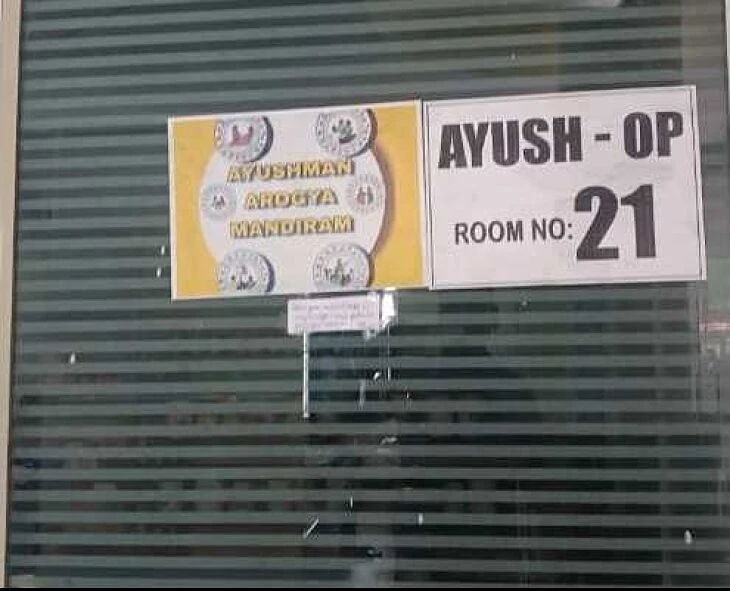 AYUSHMAN
AROGYA
MANDIRAM
AYUSH - OP
ROOM NO: 21